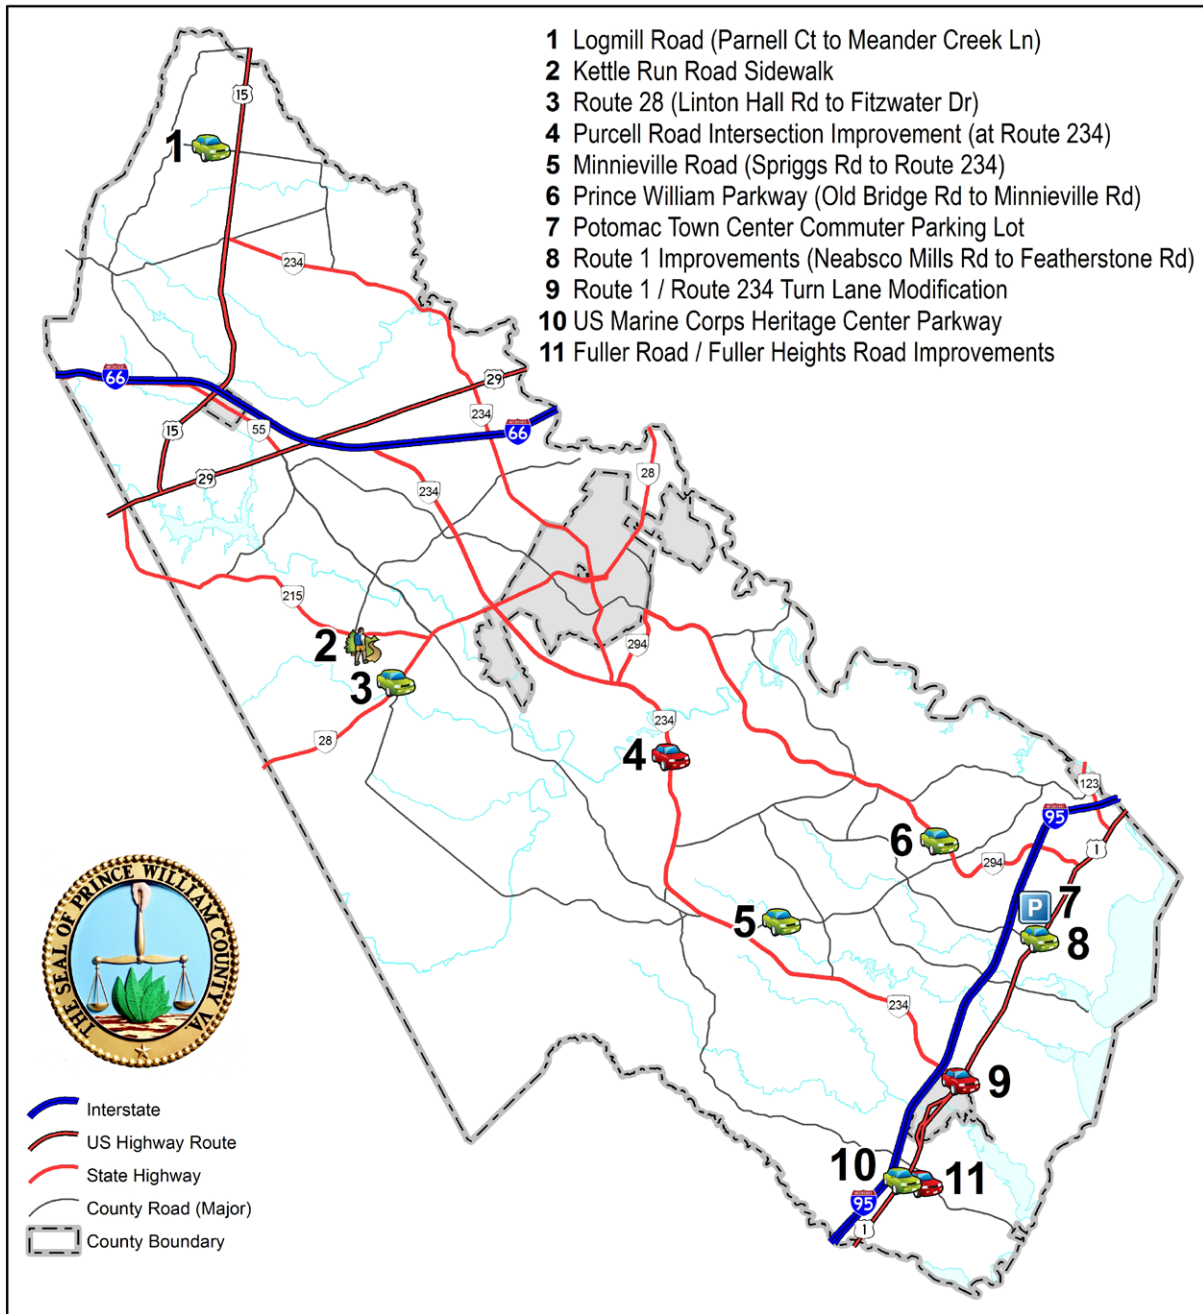 1 Logmill Road (Parnell Ct to Meander Creek Ln)
2 Kettle Run Road Sidewalk
3 Route 28 (Linton Hall Rd to Fitzwater Dr)
4 Purcell Road Intersection Improvement (at Route 234)
5 Minnieville Road (Spriggs Rd to Route 234)
6 Prince William Parkway (Old Bridge Rd to Minnieville Rd)
7 Potomac Town Center Commuter Parking Lot
8 Route 1 Improvements (Neabsco Mills Rd to Featherstone Rd)
9 Route 1 / Route 234 Turn Lane Modification
10 US Marine Corps Heritage Center Parkway
11 Fuller Road / Fuller Heights Road Improvements
15
1
234
66
29
234
15
55
66
29
234
28
215
294
2
3
28
234
4
123
95
1
6
294
P
7
5
8
234
9
10
11
95
1
THE SEAL OF PRINCE WILLIAM COUNTY VA.
Interstate
US Highway Route
State Highway
County Road (Major)
County Boundary